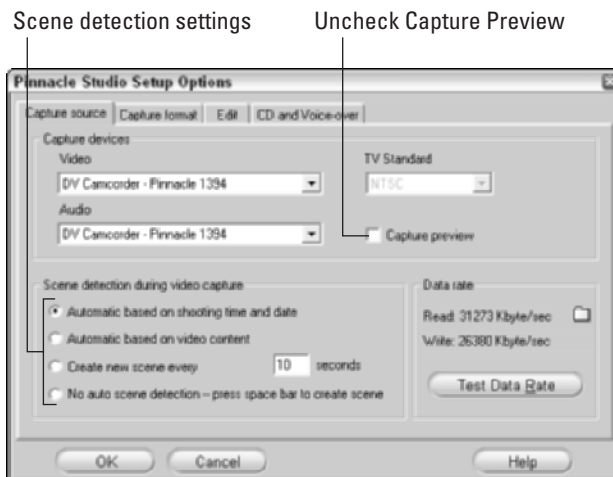 Scene detection settings
Uncheck Capture Preview
Pinnacle Studio Setup Options
Capture source
Capture format
Edit
CD and Voice-over
Capture devices
Video
TV Standard
DV Camcorder - Pinnacle 1394
NTSC
Audio
DV Camcorder - Pinnacle 1394
Capture preview
Scene detection during video capture
Data rate
Automatic based on shooting time and date
Read: 31273 Kbyte/sec
Automatic based on video content
Write: 26380 Kbyte/sec
Create new scene every 10 seconds
Test Data Rate
No auto scene detection – press space bar to create scene
OK
Cancel
Help